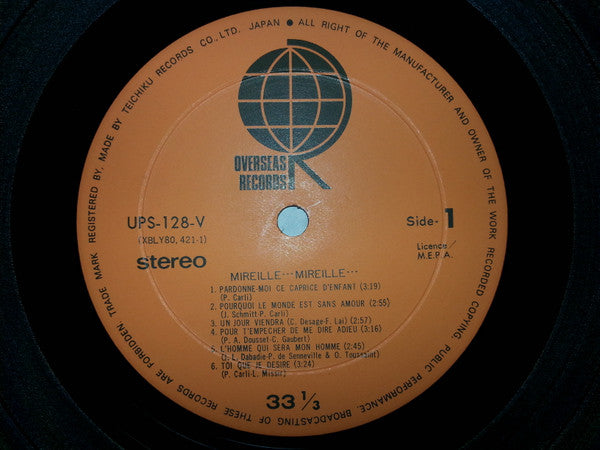 TRADE MARK REGISTERED BY. MADE BY TEICHIKU RECORDS CO., LTD. JAPAN ● ALL RIGHT OF THE MANUFACTURER AND OWNER OF THE WORK RECORDED COPYING, PUBLIC PERFORMANCE, BROADCASTING OF THESE RECORDS ARE FORBIDDEN
OVERSEAS
RECORDS
UPS-128-V
(XBLY80, 421-1)
stereo
Side- 1
Licence/
M.E.P.A.
MIREILLE…MIREILLE…
1. PARDONNE-MOI CE CAPRICE D'ENFANT (3:19)
(P. Carli)
2. POURQUOI LE MONDE EST SANS AMOUR (2:55)
(J. Schmitt-P. Carli)
3. UN JOUR VIENDRA (C. Desage-F. Lai) (2:57)
4. POUR T'EMPECHER DE ME DIRE ADIEU (3:16)
(P. A. Dousset-C. Gaubert)
5. L'HOMME QUI SERA MON HOMME (2:45)
(J. L. Dabadie-P. de Senneville & O. Toussaint)
6. TOI QUE JE DESIRE (3:24)
(P. Carli-L. Missir)
33 1/3